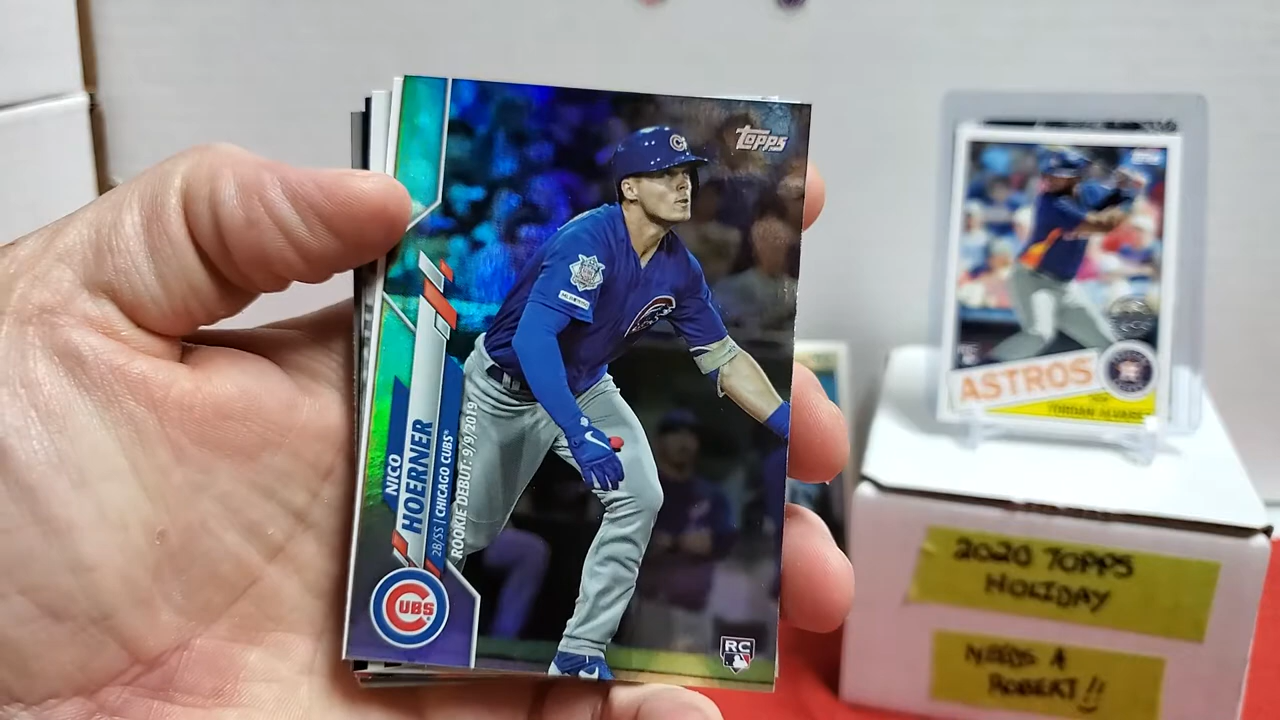 Topps
NICO
HOERNER
2B/SS | CHICAGO CUBS®
ROOKIE DEBUT: 9/9/2019
CUBS
RC
ASTROS
YORDAN ALVAREZ
2020 TOPPS
HOLIDAY
NEEDS A
ROBERT!!